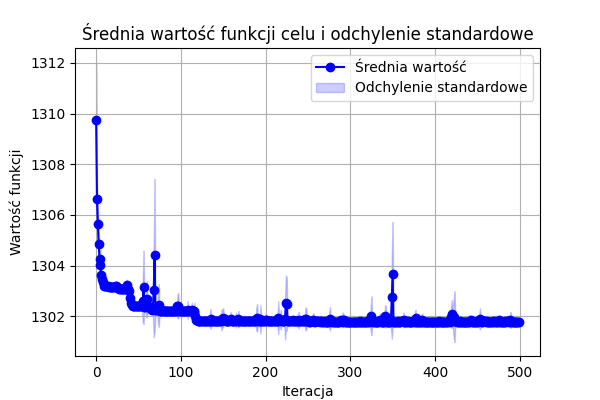 Średnia wartość funkcji celu i odchylenie standardowe
Średnia wartość
Odchylenie standardowe
Wartość funkcji
1312
1310
1308
1306
1304
1302
0 100 200 300 400 500
Iteracja